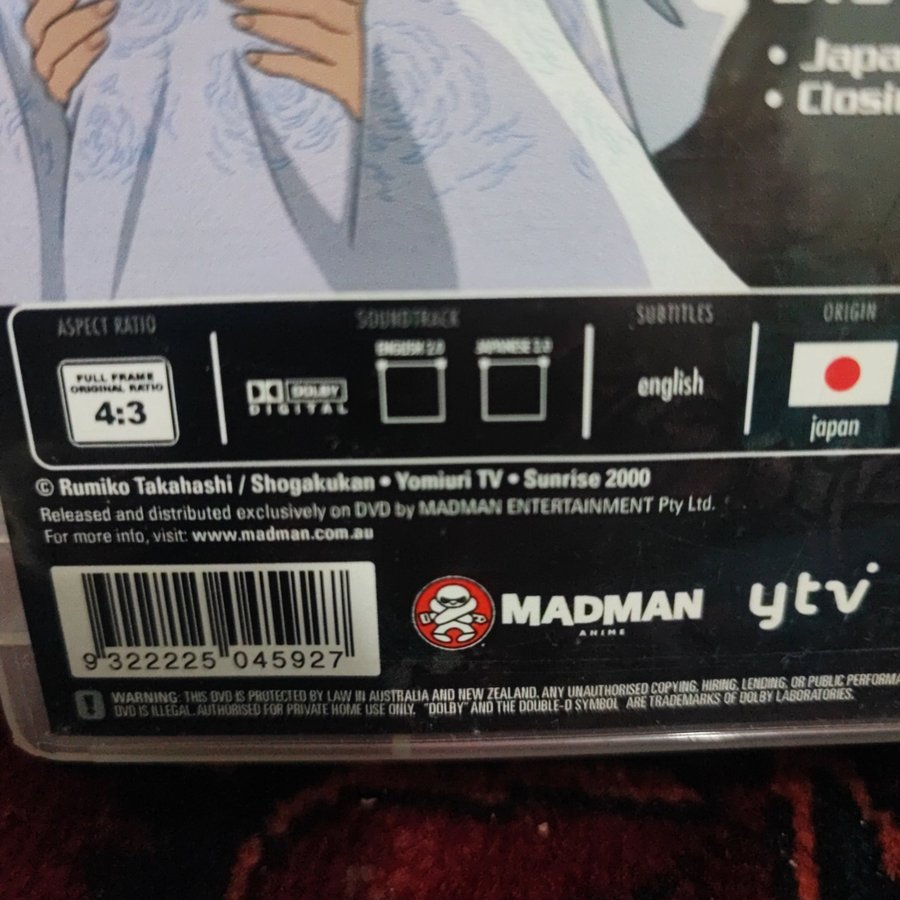 • Japa
• Closi
ASPECT RATIO
SOUNDTRACK
SUBTITLES
ORIGIN
FULL FRAME
ORIGINAL RATIO
4:3
DOLBY
DIGITAL
ENGLISH 2.0
JAPANESE 2.0
english
japan
© Rumiko Takahashi / Shogakukan • Yomiuri TV • Sunrise 2000
Released and distributed exclusively on DVD by MADMAN ENTERTAINMENT Pty Ltd.
For more info, visit: www.madman.com.au
MADMAN
ANIME
ytv
9 322225 045927
WARNING: THIS DVD IS PROTECTED BY LAW IN AUSTRALIA AND NEW ZEALAND. ANY UNAUTHORISED COPYING, HIRING, LENDING, OR PUBLIC PERFORMA
DVD IS ILLEGAL. AUTHORISED FOR PRIVATE HOME USE ONLY. "DOLBY" AND THE DOUBLE-D SYMBOL ARE TRADEMARKS OF DOLBY LABORATORIES.